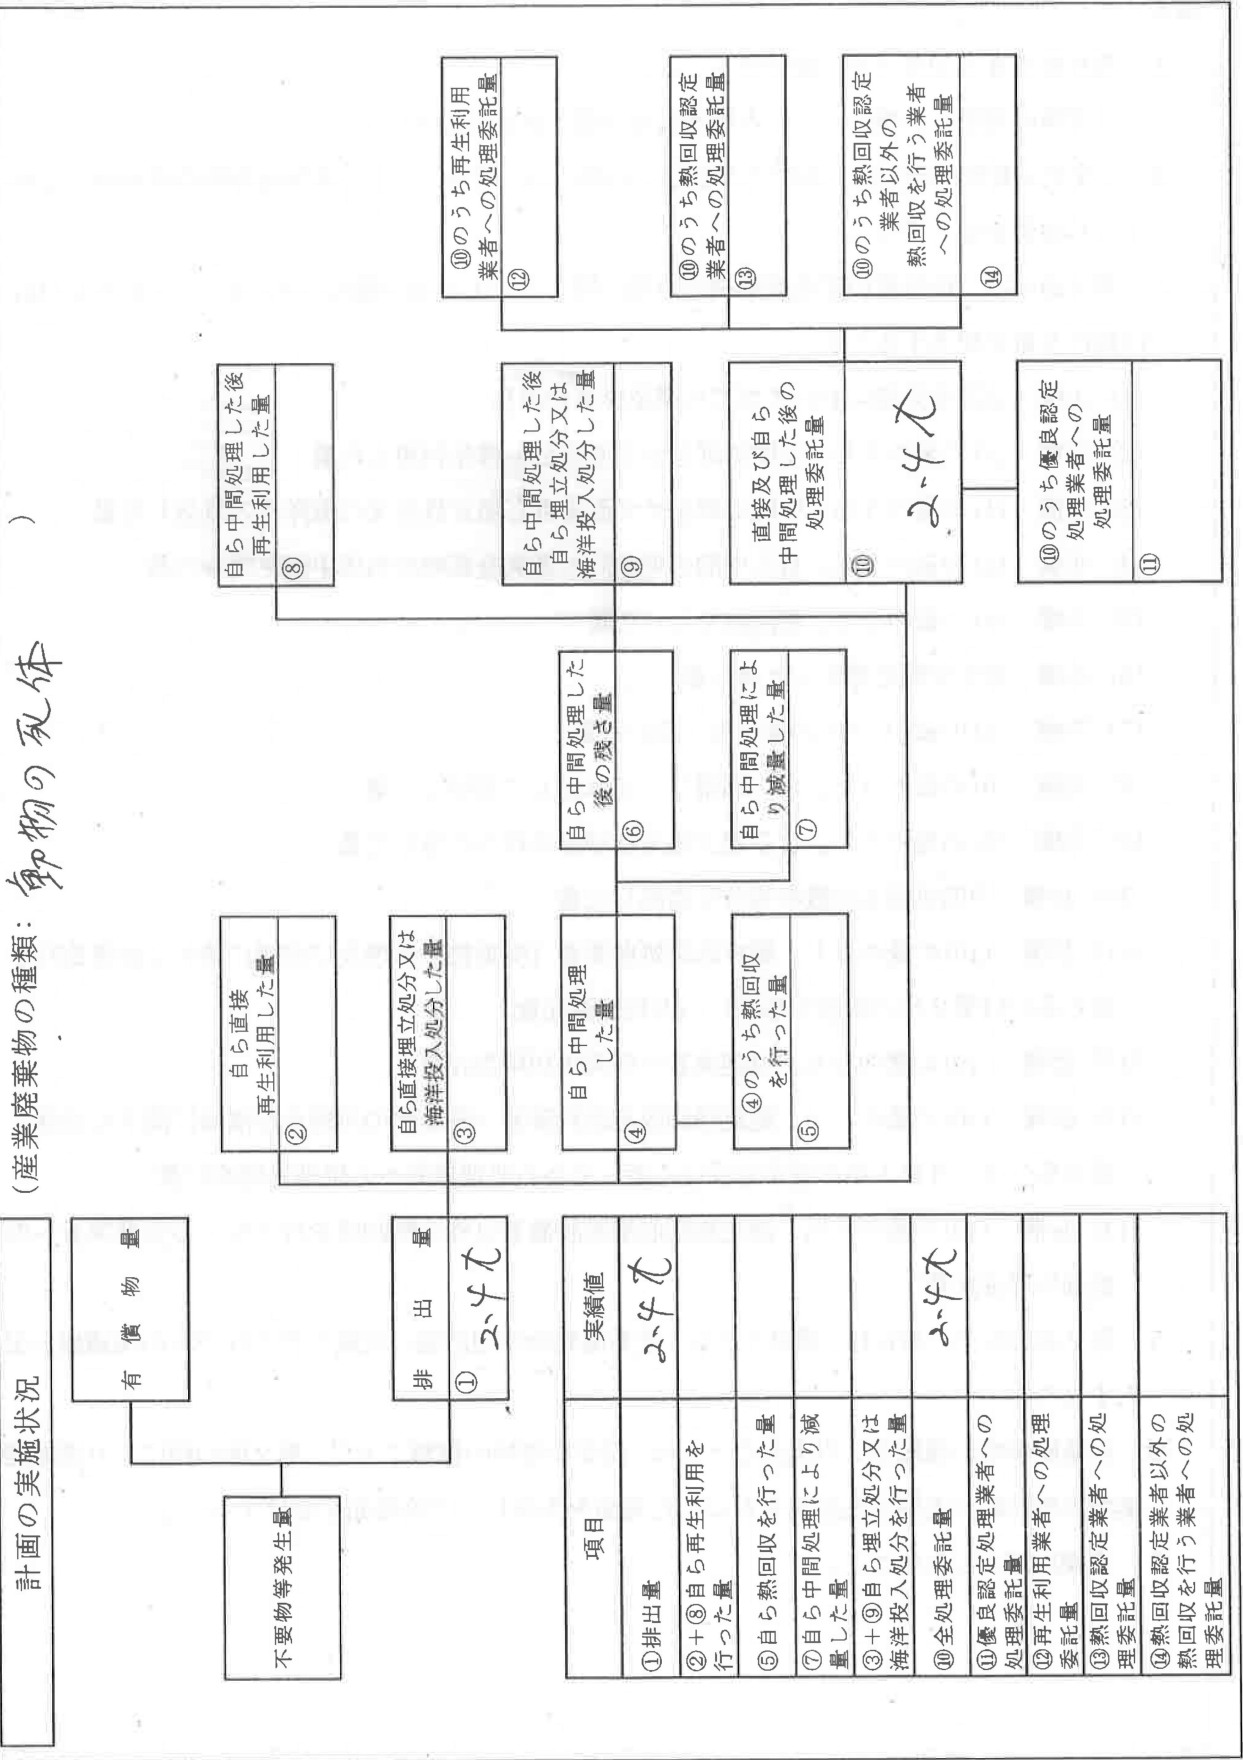 計画の実施状況
(産業廃棄物の種類： 動物の死体 )
不要物等発生量
有償物量
排出量
① 2.4t
自ら直接
再生利用した量
②
自ら直接埋立処分又は
海洋投入処分した量
③
自ら中間処理
した量
④
④のうち熱回収
を行った量
⑤
自ら中間処理した
後の残さ量
⑥
自ら中間処理によ
り減量した量
⑦
自ら中間処理した後
再生利用した量
⑧
自ら中間処理した後
自ら埋立処分又は
海洋投入処分した量
⑨
直接及び自ら
中間処理した後の
処理委託量
⑩
2.4t
⑩のうち優良認定
処理業者への
処理委託量
⑪
⑩のうち再生利用
業者への処理委託量
⑫
⑩のうち熱回収認定
業者への処理委託量
⑬
⑩のうち熱回収認定
業者以外の
熱回収を行う業者
への処理委託量
⑭
項目 実績値
①排出量 2.4t
②＋⑧自ら再生利用を
行った量
⑤自ら熱回収を行った量
⑦自ら中間処理により減
量した量
③＋⑨自ら埋立処分又は
海洋投入処分を行った量
⑩全処理委託量 2.4t
⑪優良認定処理業者への
処理委託量
⑫再生利用業者への処理
委託量
⑬熱回収認定業者への処
理委託量
⑭熱回収認定業者以外の
熱回収を行う業者への処
理委託量